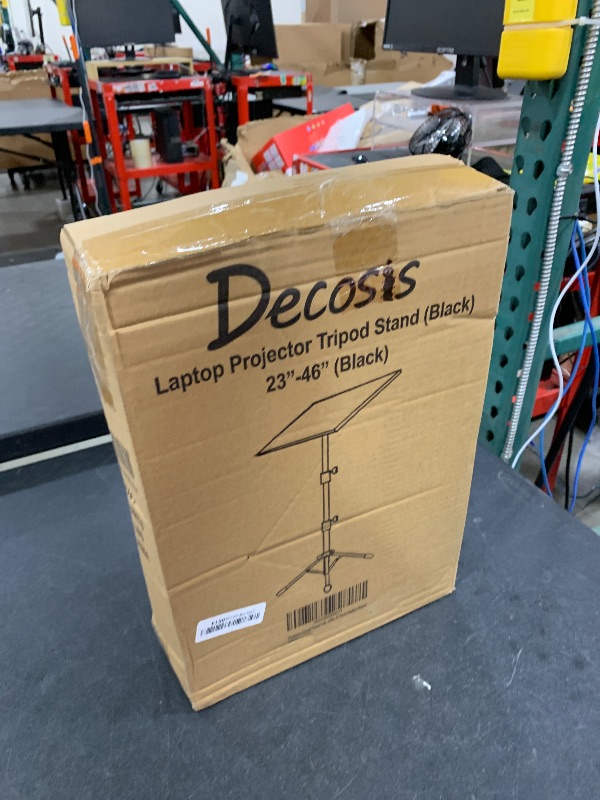 Decosis
Laptop Projector Tripod Stand (Black)
23”-46” (Black)